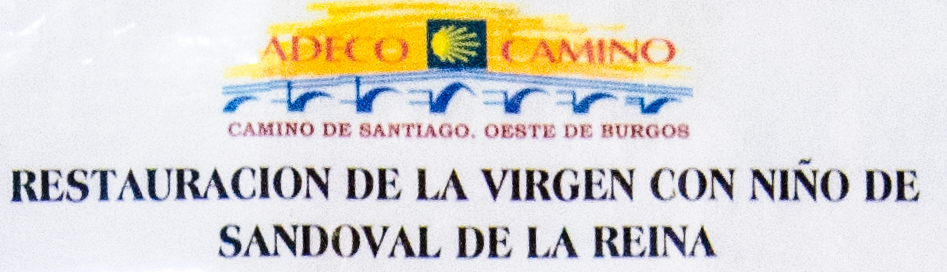 ADECO CAMINO
CAMINO DE SANTIAGO. OESTE DE BURGOS
RESTAURACION DE LA VIRGEN CON NIÑO DE
SANDOVAL DE LA REINA